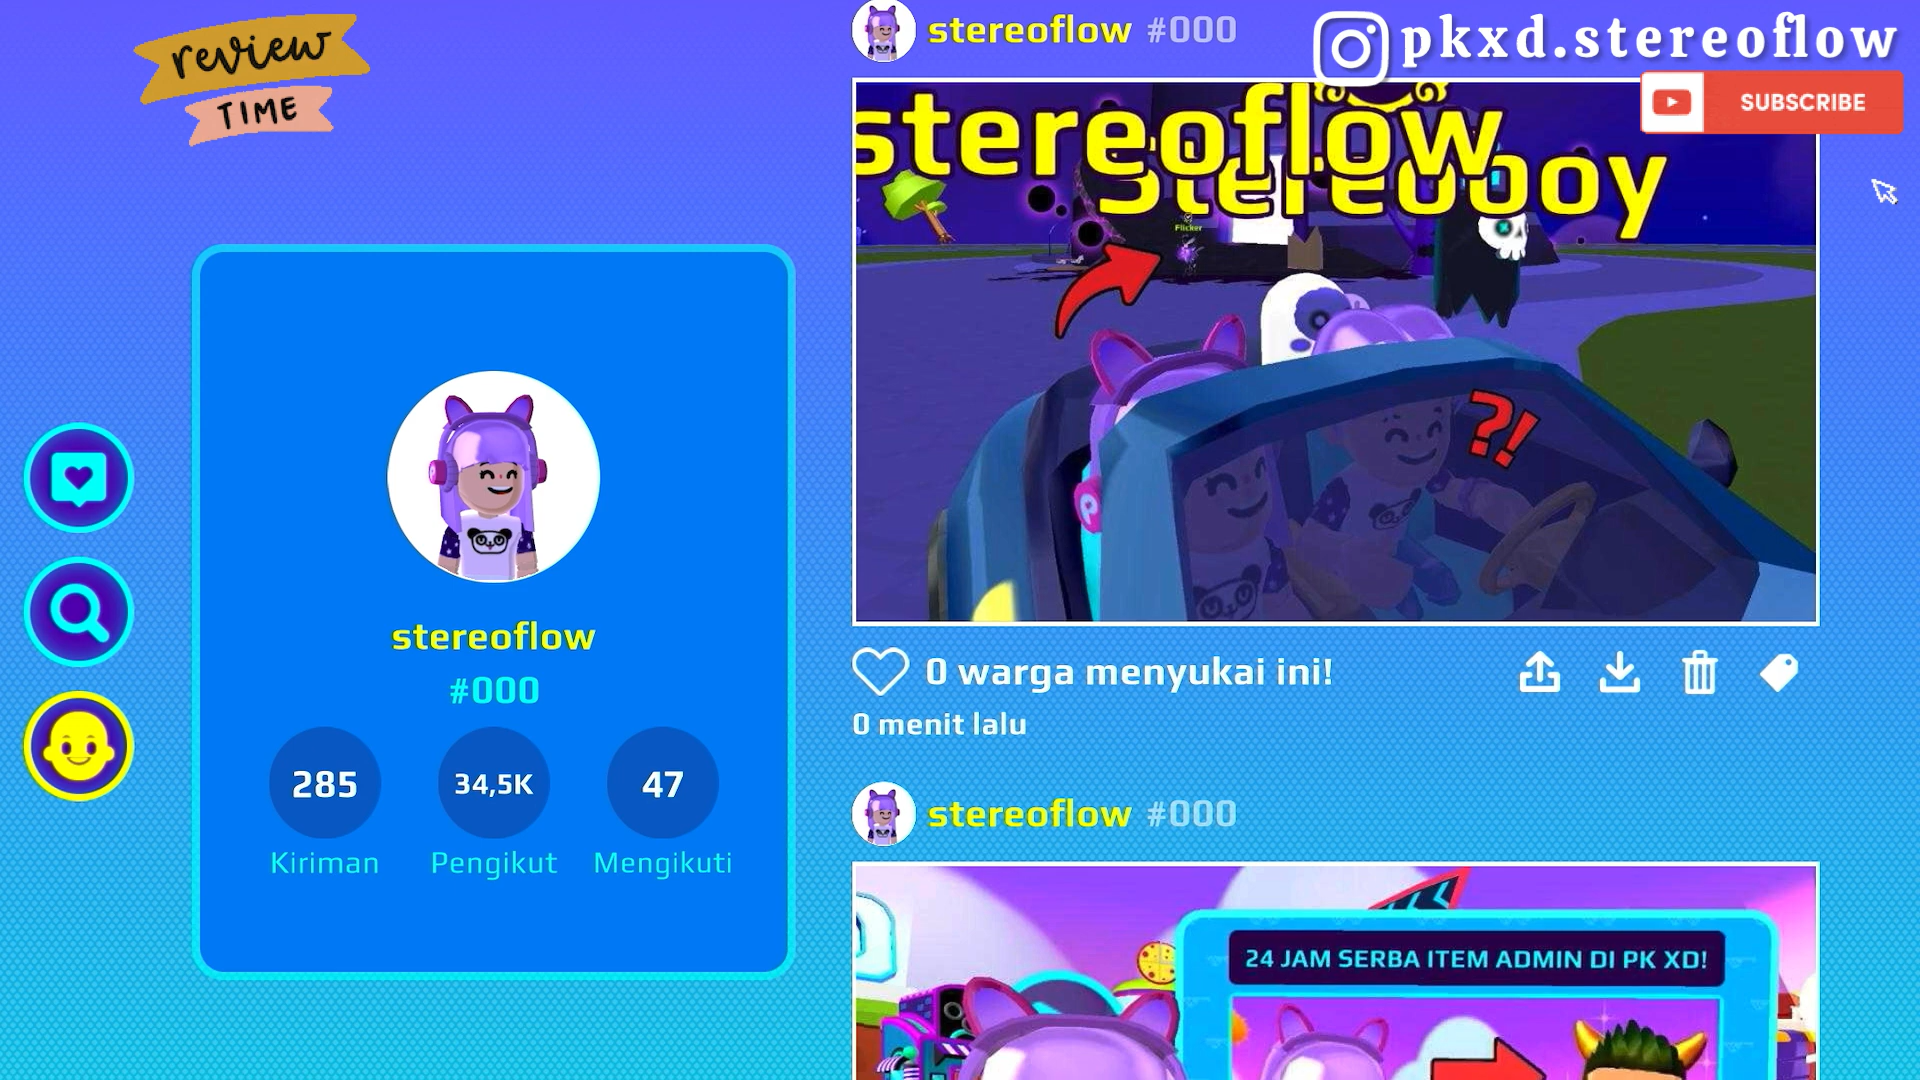 review
TIME
stereoflow
#000
285
34,5K
47
Kiriman
Pengikut
Mengikuti
stereoflow #000
pkxd.stereoflow
SUBSCRIBE
stereoflow
stereoboy
Flicker
?!
P
0 warga menyukai ini!
0 menit lalu
stereoflow #000
24 JAM SERBA ITEM ADMIN DI PK XD!